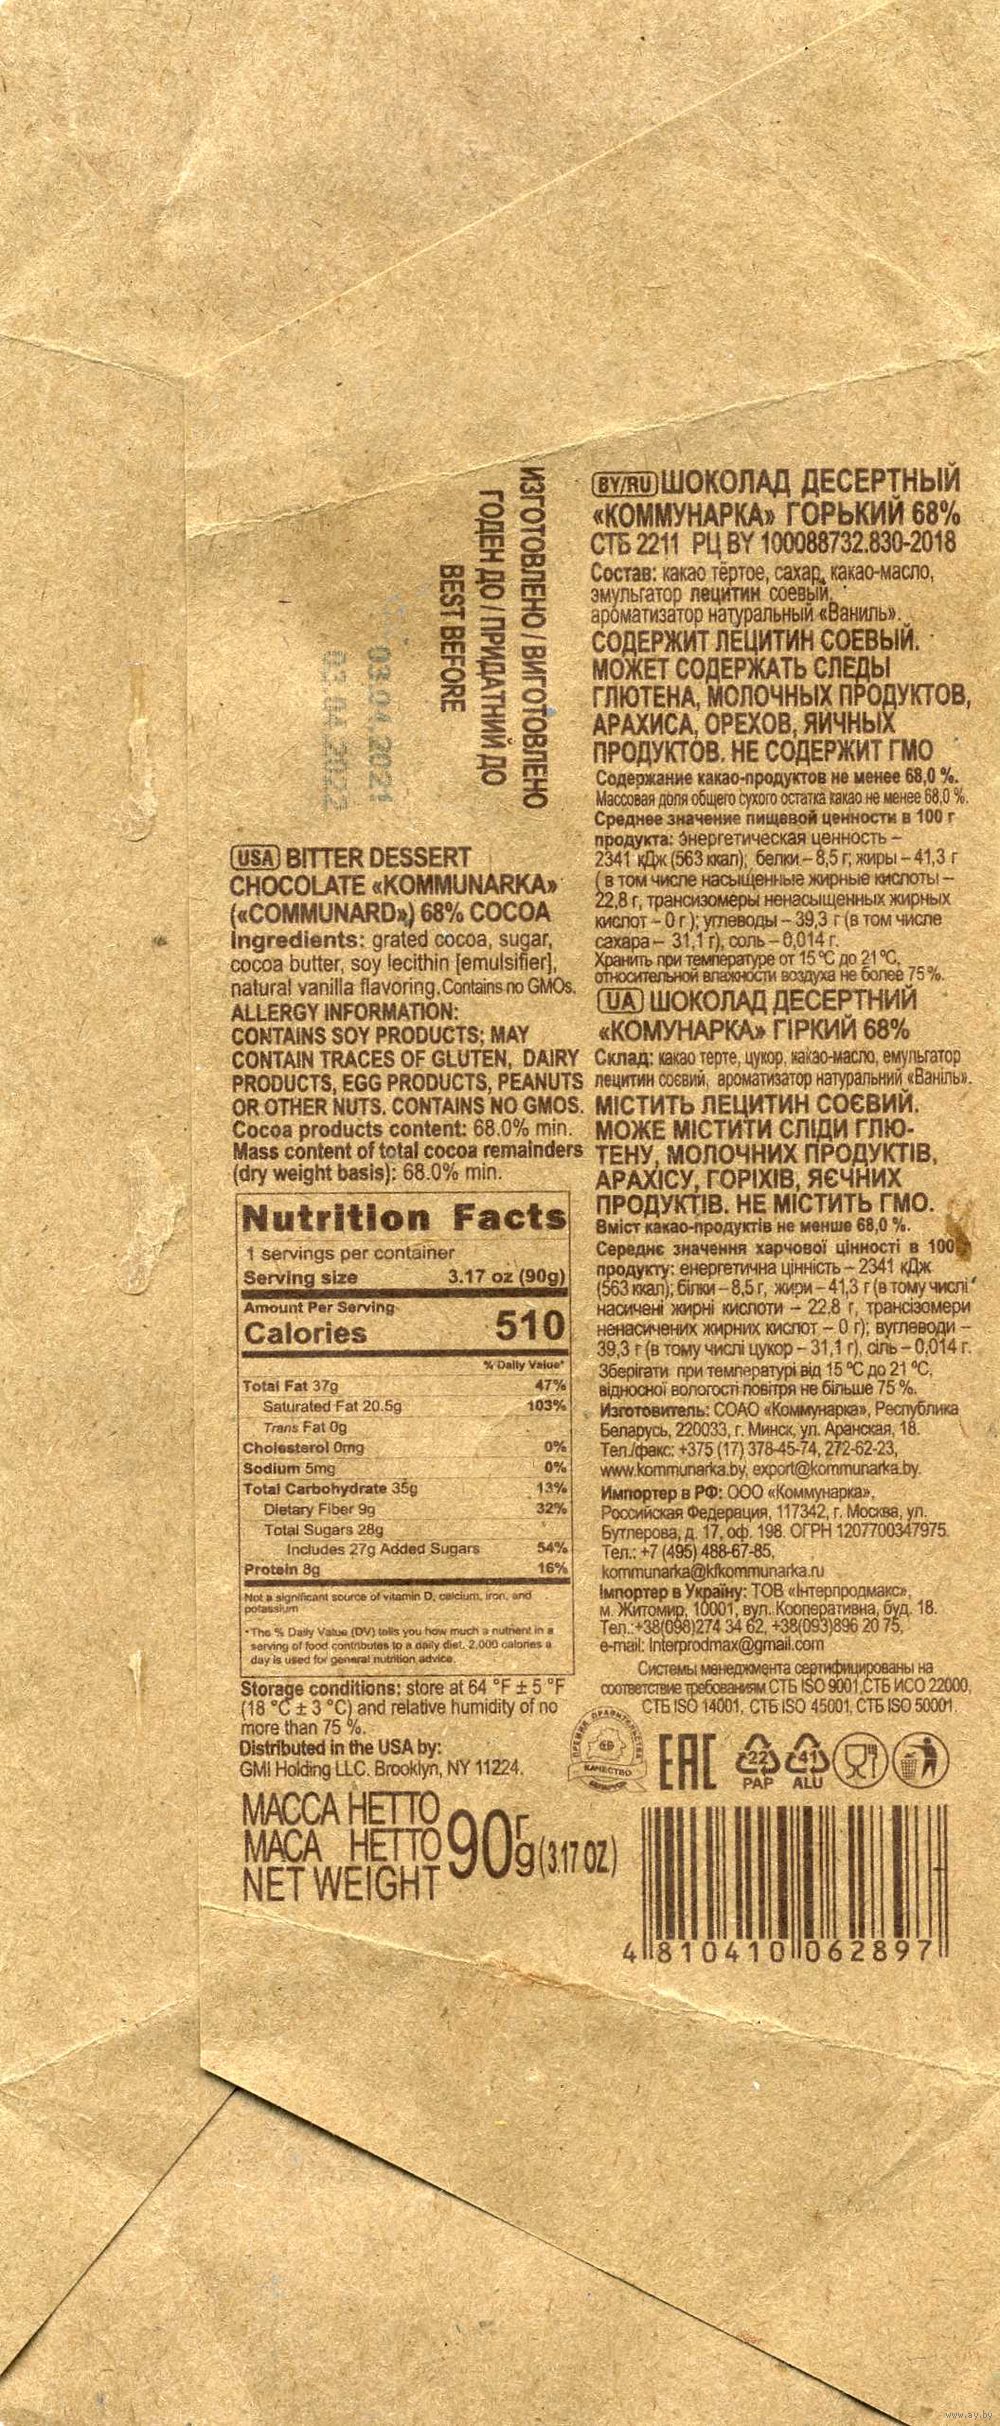 ИЗГОТОВЛЕНО / ВИГОТОВЛЕНО
ГОДЕН ДО / ПРИДАТНИЙ ДО
BEST BEFORE
03.04.2021
03.04.2022
USA BITTER DESSERT
CHOCOLATE «KOMMUNARKA»
(«COMMUNARD») 68% COCOA
Ingredients: grated cocoa, sugar,
cocoa butter, soy lecithin [emulsifier],
natural vanilla flavoring. Contains no GMOs.
ALLERGY INFORMATION:
CONTAINS SOY PRODUCTS; MAY
CONTAIN TRACES OF GLUTEN, DAIRY
PRODUCTS, EGG PRODUCTS, PEANUTS
OR OTHER NUTS. CONTAINS NO GMOS.
Cocoa products content: 68.0% min.
Mass content of total cocoa remainders
(dry weight basis): 68.0% min.
Nutrition Facts
1 servings per container
Serving size 3.17 oz (90g)
Amount Per Serving
Calories 510
% Daily Value*
Total Fat 37g 47%
Saturated Fat 20.5g 103%
Trans Fat 0g
Cholesterol 0mg 0%
Sodium 5mg 0%
Total Carbohydrate 35g 13%
Dietary Fiber 9g 32%
Total Sugars 28g
Includes 27g Added Sugars 54%
Protein 8g 16%
Not a significant source of vitamin D, calcium, iron, and
potassium
*The % Daily Value (DV) tells you how much a nutrient in a
serving of food contributes to a daily diet. 2,000 calories a
day is used for general nutrition advice.
Storage conditions: store at 64 °F ± 5 °F
(18 °C ± 3 °C) and relative humidity of no
more than 75 %.
Distributed in the USA by:
GMI Holding LLC. Brooklyn, NY 11224.
МАССА НЕТТО
МАСА НЕТТО
NET WEIGHT
90 г g (3.17 OZ)
BY/RU ШОКОЛАД ДЕСЕРТНЫЙ
«КОММУНАРКА» ГОРЬКИЙ 68%
СТБ 2211 РЦ BY 100088732.830-2018
Состав: какао тёртое, сахар, какао-масло,
эмульгатор лецитин соевый,
ароматизатор натуральный «Ваниль».
СОДЕРЖИТ ЛЕЦИТИН СОЕВЫЙ.
МОЖЕТ СОДЕРЖАТЬ СЛЕДЫ
ГЛЮТЕНА, МОЛОЧНЫХ ПРОДУКТОВ,
АРАХИСА, ОРЕХОВ, ЯИЧНЫХ
ПРОДУКТОВ. НЕ СОДЕРЖИТ ГМО
Содержание какао-продуктов не менее 68,0 %.
Массовая доля общего сухого остатка какао не менее 68,0 %.
Среднее значение пищевой ценности в 100 г
продукта: энергетическая ценность –
2341 кДж (563 ккал); белки – 8,5 г; жиры – 41,3 г
( в том числе насыщенные жирные кислоты –
22,8 г, трансизомеры ненасыщенных жирных
кислот – 0 г ); углеводы – 39,3 г (в том числе
сахара – 31,1 г), соль – 0,014 г.
Хранить при температуре от 15 °С до 21 °С,
относительной влажности воздуха не более 75 %.
UA ШОКОЛАД ДЕСЕРТНИЙ
«КОМУНАРКА» ГІРКИЙ 68%
Склад: какао терте, цукор, какао-масло, емульгатор
лецитин соєвий, ароматизатор натуральний «Ваніль».
МІСТИТЬ ЛЕЦИТИН СОЄВИЙ.
МОЖЕ МІСТИТИ СЛІДИ ГЛЮ-
ТЕНУ, МОЛОЧНИХ ПРОДУКТІВ,
АРАХІСУ, ГОРІХІВ, ЯЄЧНИХ
ПРОДУКТІВ. НЕ МІСТИТЬ ГМО.
Вміст какао-продуктів не менше 68,0 %.
Середнє значення харчової цінності в 100
продукту: енергетична цінність – 2341 кДж
(563 ккал); білки – 8,5 г, жири – 41,3 г (в тому числі
насичені жирні кислоти – 22,8 г, трансізомери
ненасичених жирних кислот – 0 г); вуглеводи –
39,3 г (в тому числі цукор – 31,1 г), сіль – 0,014 г.
Зберігати при температурі від 15 °С до 21 °С,
відносної вологості повітря не більше 75 %.
Изготовитель: СОАО «Коммунарка», Республика
Беларусь, 220033, г. Минск, ул. Аранская, 18.
Тел./факс: +375 (17) 378-45-74, 272-62-23,
www.kommunarka.by, export@kommunarka.by.
Импортер в РФ: ООО «Коммунарка»,
Российская Федерация, 117342, г. Москва, ул.
Бутлерова, д. 17, оф. 198. ОГРН 1207700347975.
Тел.: +7 (495) 488-67-85,
kommunarka@kfkommunarka.ru
Імпортер в Україну: ТОВ «Інтерпродмакс»,
м. Житомир, 10001, вул. Кооперативна, буд. 18.
Тел.:+38(098)274 34 62, +38(093)896 20 75,
e-mail: Interprodmax@gmail.com
Системы менеджмента сертифицированы на
соответствие требованиям СТБ ISO 9001,СТБ ИСО 22000,
СТБ ISO 14001, СТБ ISO 45001, СТБ ISO 50001.
ПРЕМИЯ ПРАВИТЕЛЬСТВА
КАЧЕСТВО
EAC
22
PAP
41
ALU
4 810410 062897
www.ay.by